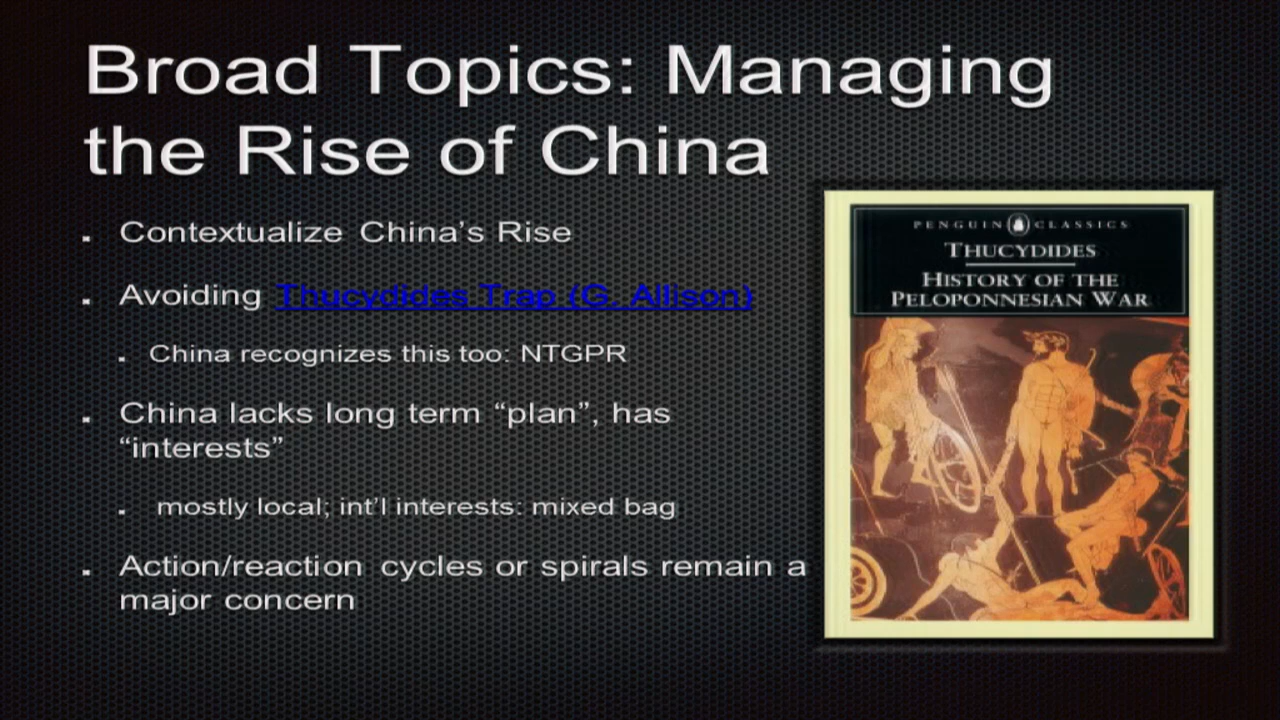 Broad Topics: Managing
the Rise of China
Contextualize China's Rise
Avoiding Thucydides Trap (G. Allison)
China recognizes this too: NTGPR
China lacks long term “plan”, has
“interests”
mostly local; int'l interests: mixed bag
Action/reaction cycles or spirals remain a
major concern
PENGUIN CLASSICS
THUCYDIDES
HISTORY OF THE
PELOPONNESIAN WAR